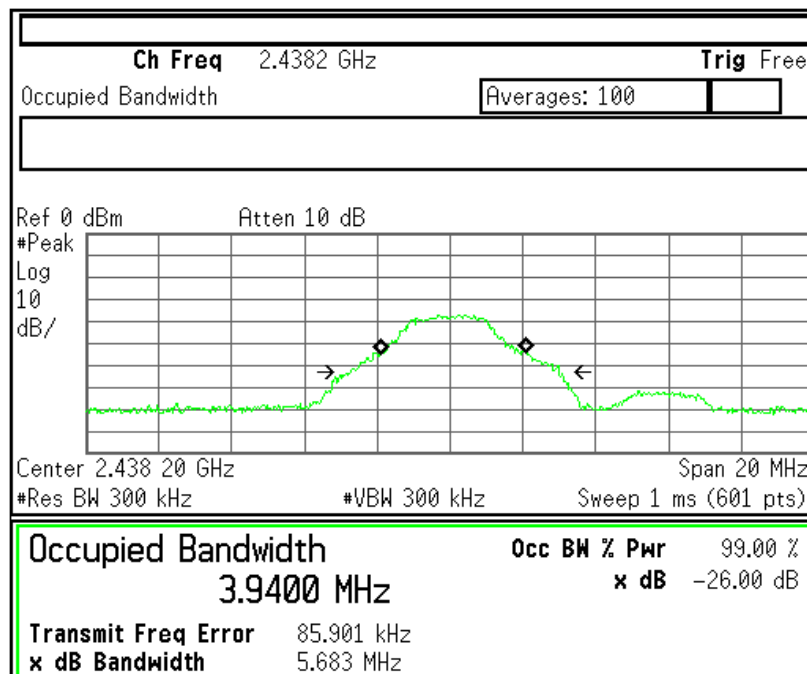 Ch Freq 2.4382 GHz Trig Free
Occupied Bandwidth Averages: 100
Ref 0 dBm Atten 10 dB
#Peak
Log
10
dB/
Center 2.438 20 GHz Span 20 MHz
#Res BW 300 kHz #VBW 300 kHz Sweep 1 ms (601 pts)
Occupied Bandwidth Occ BW % Pwr 99.00 %
3.9400 MHz x dB -26.00 dB
Transmit Freq Error 85.901 kHz
x dB Bandwidth 5.683 MHz